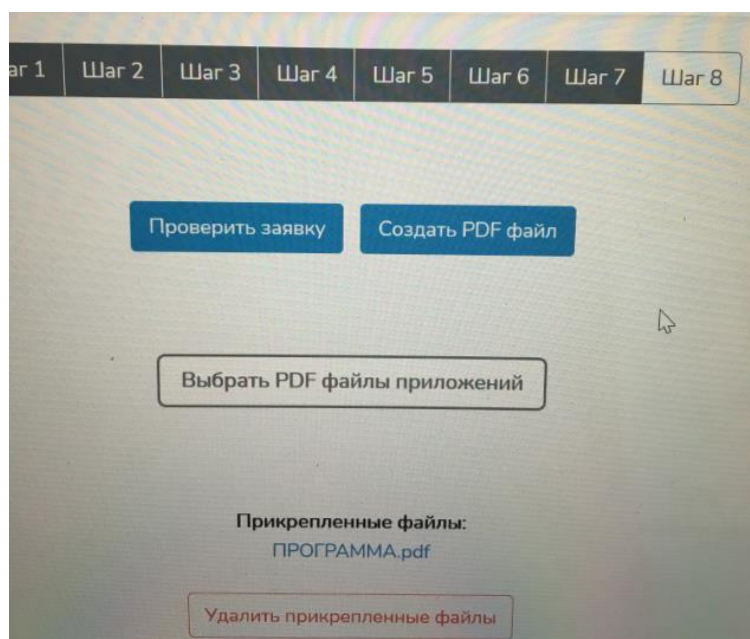 аг 1 Шаг 2 Шаг 3 Шаг 4 Шаг 5 Шаг 6 Шаг 7 Шаг 8
Проверить заявку Создать PDF файл
Выбрать PDF файлы приложений
Прикрепленные файлы:
ПРОГРАММА.pdf
Удалить прикрепленные файлы